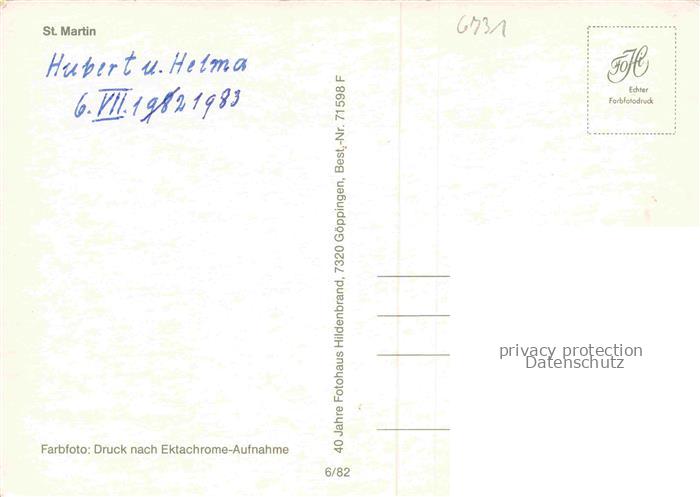 St. Martin
Hubert u. Helma
6. VII. 1982 1983
6731
FOHI
Echter
Farbfotodruck
40 Jahre Fotohaus Hildenbrand, 7320 Göppingen, Best.-Nr. 71598 F
privacy protection
Datenschutz
Farbfoto: Druck nach Ektachrome-Aufnahme
6/82